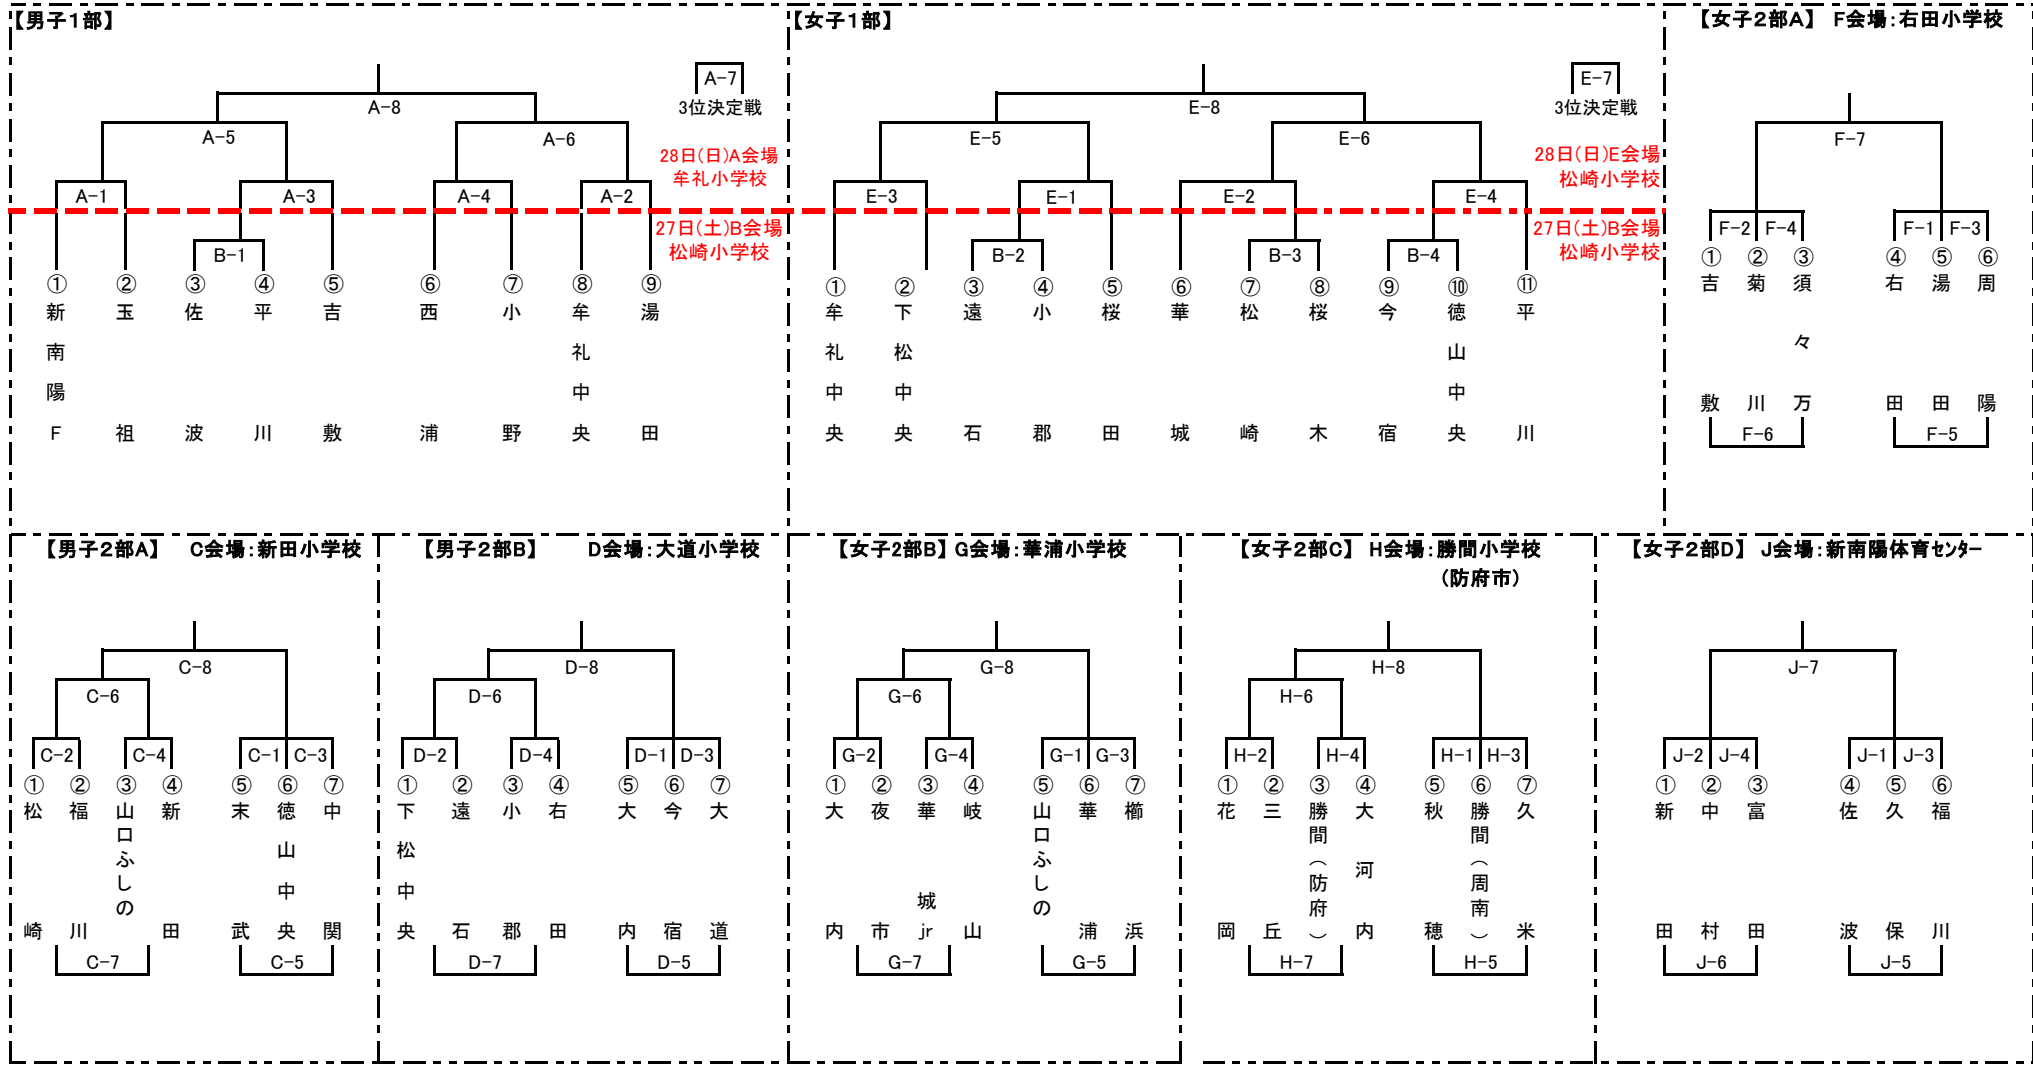 【男子1部】
A-7
A-8
3位決定戦
A-5
A-6
28日(日)A会場
牟礼小学校
A-1
A-3
A-4
A-2
27日(土)B会場
松崎小学校
B-1
① 新南陽F
② 玉祖
③ 佐波
④ 平川
⑤ 吉敷
⑥ 西浦
⑦ 小野
⑧ 牟礼中央
⑨ 湯田
【女子1部】
E-7
E-8
3位決定戦
E-5
E-6
28日(日)E会場
松崎小学校
E-3
E-1
E-2
E-4
27日(土)B会場
松崎小学校
B-2
B-3
B-4
① 牟礼中央
② 下松中央
③ 遠石
④ 小郡
⑤ 桜田
⑥ 華城
⑦ 松崎
⑧ 桜木
⑨ 今宿
⑩ 徳山中央
⑪ 平川
【女子2部A】 F会場:右田小学校
F-7
F-2
F-4
F-1
F-3
① 吉敷
② 菊川
③ 須々万
④ 右田
⑤ 湯田
⑥ 周陽
F-6
F-5
【男子2部A】 C会場:新田小学校
C-8
C-6
C-2
C-4
C-1
C-3
① 松崎
② 福川
③ 山口ふしの
④ 新田
⑤ 末武
⑥ 徳山中央
⑦ 中関
C-7
C-5
【男子2部B】 D会場:大道小学校
D-8
D-6
D-2
D-4
D-1
D-3
① 下松中央
② 遠石
③ 小郡
④ 右田
⑤ 大内
⑥ 今宿
⑦ 大道
D-7
D-5
【女子2部B】 G会場:華浦小学校
G-8
G-6
G-2
G-4
G-1
G-3
① 大内
② 夜市
③ 華城jr
④ 岐山
⑤ 山口ふしの
⑥ 華浦
⑦ 櫛浜
G-7
G-5
【女子2部C】 H会場:勝間小学校
(防府市)
H-8
H-6
H-2
H-4
H-1
H-3
① 花岡
② 三丘
③ 勝間(防府)
④ 大河内
⑤ 秋穂
⑥ 勝間(周南)
⑦ 久米
H-7
H-5
【女子2部D】 J会場:新南陽体育ｾﾝﾀｰ
J-7
J-2
J-4
J-1
J-3
① 新田
② 中村
③ 富田
④ 佐波
⑤ 久保
⑥ 福川
J-6
J-5